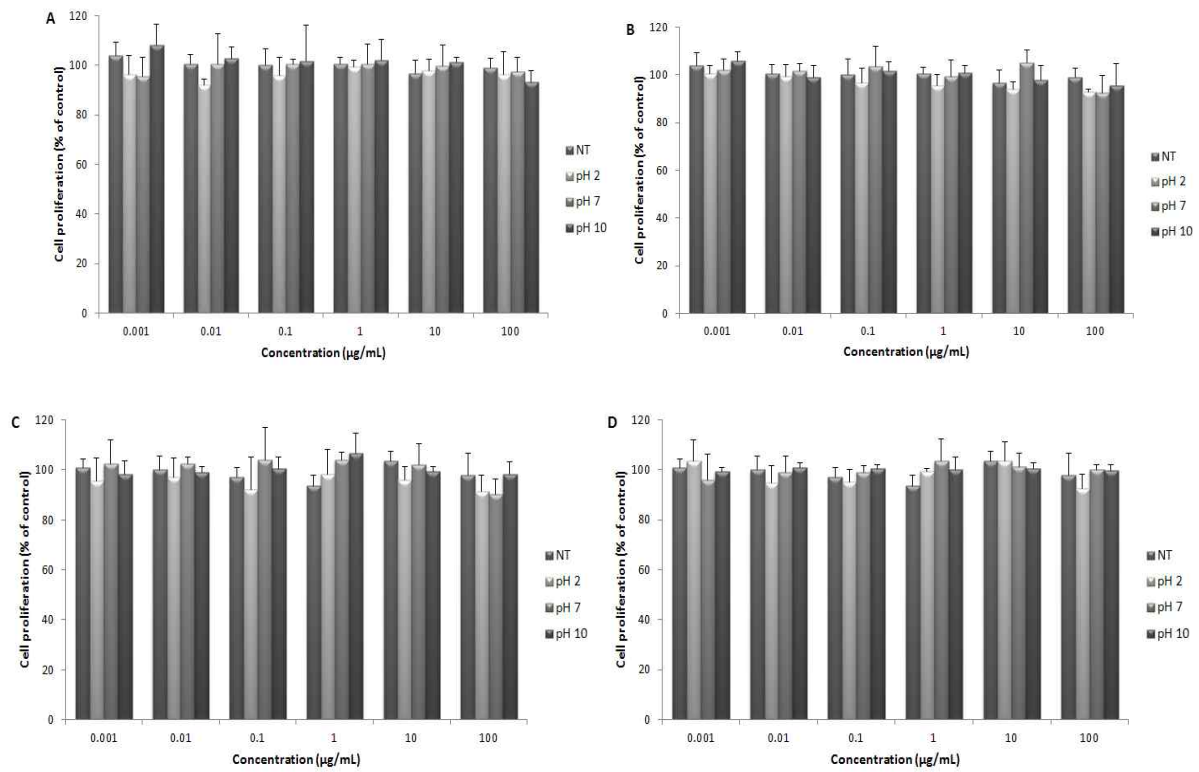 A
Cell proliferation (% of control)
120
100
80
60
40
20
0
0.001 0.01 0.1 1 10 100
Concentration (µg/mL)
NT
pH 2
pH 7
pH 10
B
Cell proliferation (% of control)
120
100
80
60
40
20
0
0.001 0.01 0.1 1 10 100
Concentration (µg/mL)
NT
pH 2
pH 7
pH 10
C
Cell proliferation (% of control)
120
100
80
60
40
20
0
0.001 0.01 0.1 1 10 100
Concentration (µg/mL)
NT
pH 2
pH 7
pH 10
D
Cell proliferation (% of control)
120
100
80
60
40
20
0
0.001 0.01 0.1 1 10 100
Concentration (µg/mL)
NT
pH 2
pH 7
pH 10